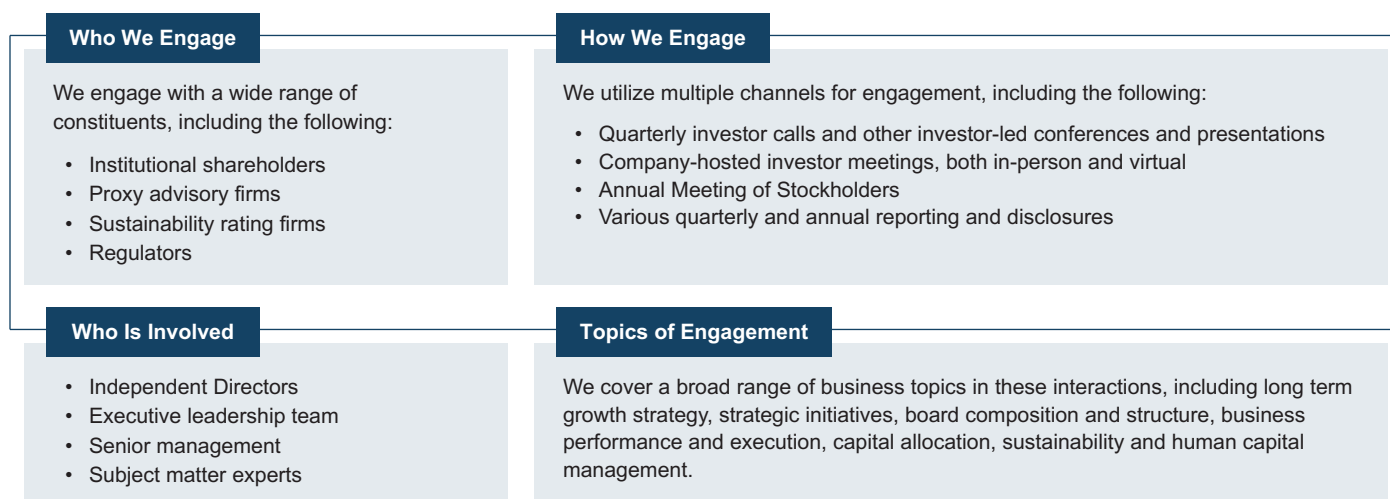 Who We Engage
We engage with a wide range of
constituents, including the following:
• Institutional shareholders
• Proxy advisory firms
• Sustainability rating firms
• Regulators
How We Engage
We utilize multiple channels for engagement, including the following:
• Quarterly investor calls and other investor-led conferences and presentations
• Company-hosted investor meetings, both in-person and virtual
• Annual Meeting of Stockholders
• Various quarterly and annual reporting and disclosures
Who Is Involved
• Independent Directors
• Executive leadership team
• Senior management
• Subject matter experts
Topics of Engagement
We cover a broad range of business topics in these interactions, including long term
growth strategy, strategic initiatives, board composition and structure, business
performance and execution, capital allocation, sustainability and human capital
management.